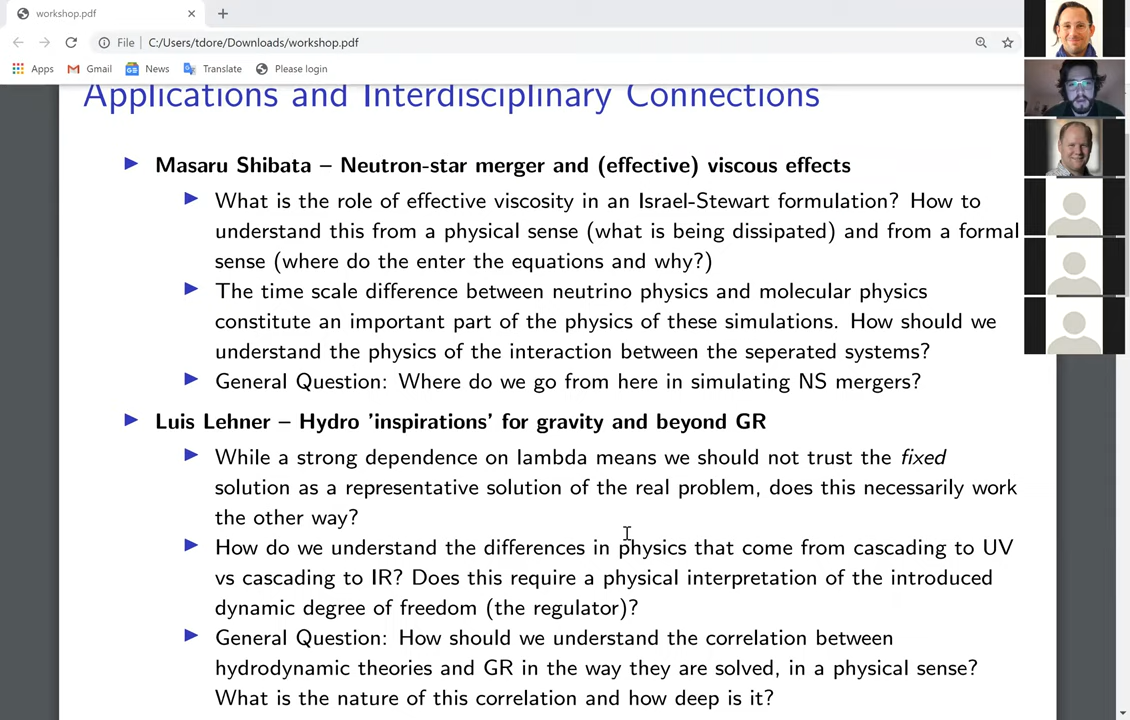 workshop.pdf
File
C:/Users/tdore/Downloads/workshop.pdf
Apps
Gmail
News
Translate
Please login
Applications and Interdisciplinary Connections
Masaru Shibata – Neutron-star merger and (effective) viscous effects
What is the role of effective viscosity in an Israel-Stewart formulation? How to
understand this from a physical sense (what is being dissipated) and from a formal
sense (where do the enter the equations and why?)
The time scale difference between neutrino physics and molecular physics
constitute an important part of the physics of these simulations. How should we
understand the physics of the interaction between the seperated systems?
General Question: Where do we go from here in simulating NS mergers?
Luis Lehner – Hydro 'inspirations' for gravity and beyond GR
While a strong dependence on lambda means we should not trust the fixed
solution as a representative solution of the real problem, does this necessarily work
the other way?
How do we understand the differences in physics that come from cascading to UV
vs cascading to IR? Does this require a physical interpretation of the introduced
dynamic degree of freedom (the regulator)?
General Question: How should we understand the correlation between
hydrodynamic theories and GR in the way they are solved, in a physical sense?
What is the nature of this correlation and how deep is it?